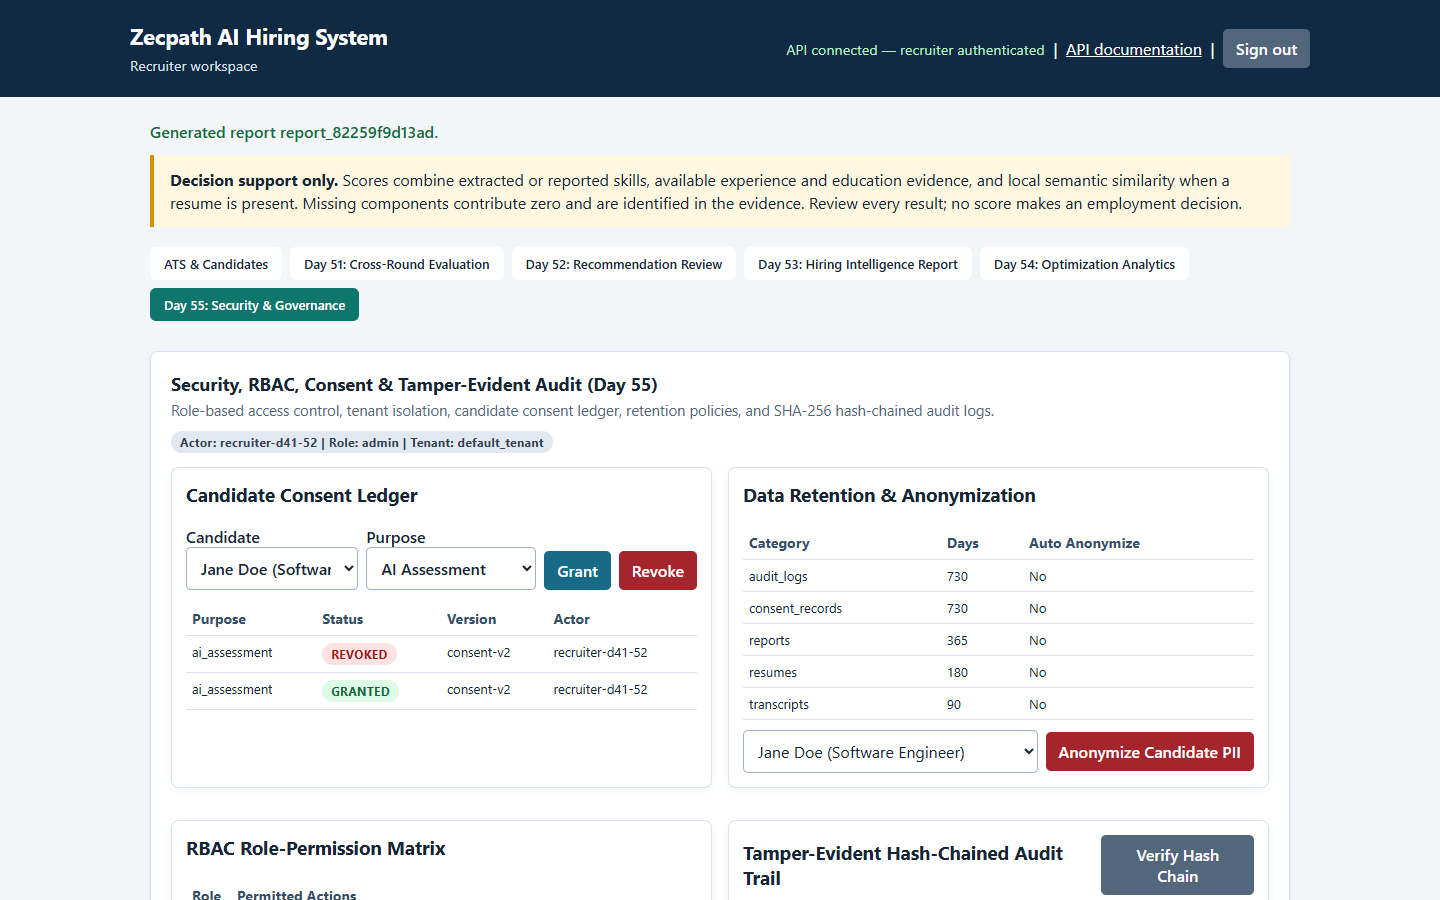 Zecpath AI Hiring System
Recruiter workspace
API connected — recruiter authenticated | API documentation | Sign out
Generated report report_82259f9d13ad.
Decision support only. Scores combine extracted or reported skills, available experience and education evidence, and local semantic similarity when a
resume is present. Missing components contribute zero and are identified in the evidence. Review every result; no score makes an employment decision.
ATS & Candidates Day 51: Cross-Round Evaluation Day 52: Recommendation Review Day 53: Hiring Intelligence Report Day 54: Optimization Analytics
Day 55: Security & Governance
Security, RBAC, Consent & Tamper-Evident Audit (Day 55)
Role-based access control, tenant isolation, candidate consent ledger, retention policies, and SHA-256 hash-chained audit logs.
Actor: recruiter-d41-52 | Role: admin | Tenant: default_tenant
Candidate Consent Ledger
Candidate Purpose
Jane Doe (Softwar AI Assessment Grant Revoke
Purpose Status Version Actor
ai_assessment REVOKED consent-v2 recruiter-d41-52
ai_assessment GRANTED consent-v2 recruiter-d41-52
Data Retention & Anonymization
Category Days Auto Anonymize
audit_logs 730 No
consent_records 730 No
reports 365 No
resumes 180 No
transcripts 90 No
Jane Doe (Software Engineer) Anonymize Candidate PII
RBAC Role-Permission Matrix
Role Permitted Actions
Tamper-Evident Hash-Chained Audit
Trail
Verify Hash
Chain